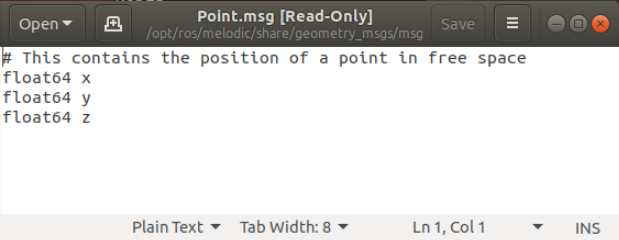 Open
Point.msg [Read-Only]
/opt/ros/melodic/share/geometry_msgs/msg
Save
# This contains the position of a point in free space
float64 x
float64 y
float64 z
Plain Text Tab Width: 8 Ln 1, Col 1 INS